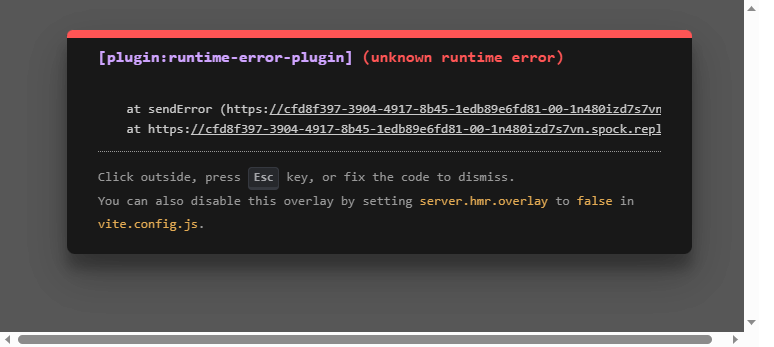 [plugin:runtime-error-plugin] (unknown runtime error)
at sendError (https://cfd8f397-3904-4917-8b45-1edb89e6fd81-00-1n480izd7s7vn
at https://cfd8f397-3904-4917-8b45-1edb89e6fd81-00-1n480izd7s7vn.spock.repl
Click outside, press Esc key, or fix the code to dismiss.
You can also disable this overlay by setting server.hmr.overlay to false in
vite.config.js.